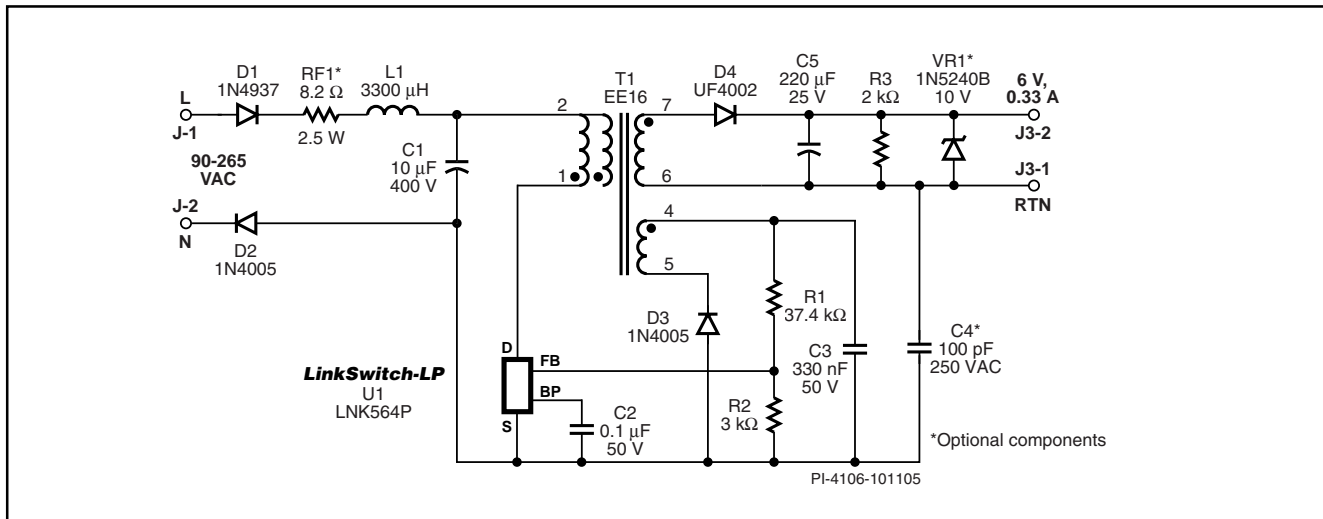 L
J-1
D1
1N4937
RF1*
8.2 Ω
2.5 W
L1
3300 µH
90-265
VAC
C1
10 µF
400 V
J-2
N
D2
1N4005
T1
EE16
2
1
7
6
4
5
D4
UF4002
C5
220 µF
25 V
R3
2 kΩ
VR1*
1N5240B
10 V
6 V,
0.33 A
J3-2
J3-1
RTN
D3
1N4005
R1
37.4 kΩ
C3
330 nF
50 V
C4*
100 pF
250 VAC
LinkSwitch-LP
U1
LNK564P
D
FB
BP
S
C2
0.1 µF
50 V
R2
3 kΩ
*Optional components
PI-4106-101105